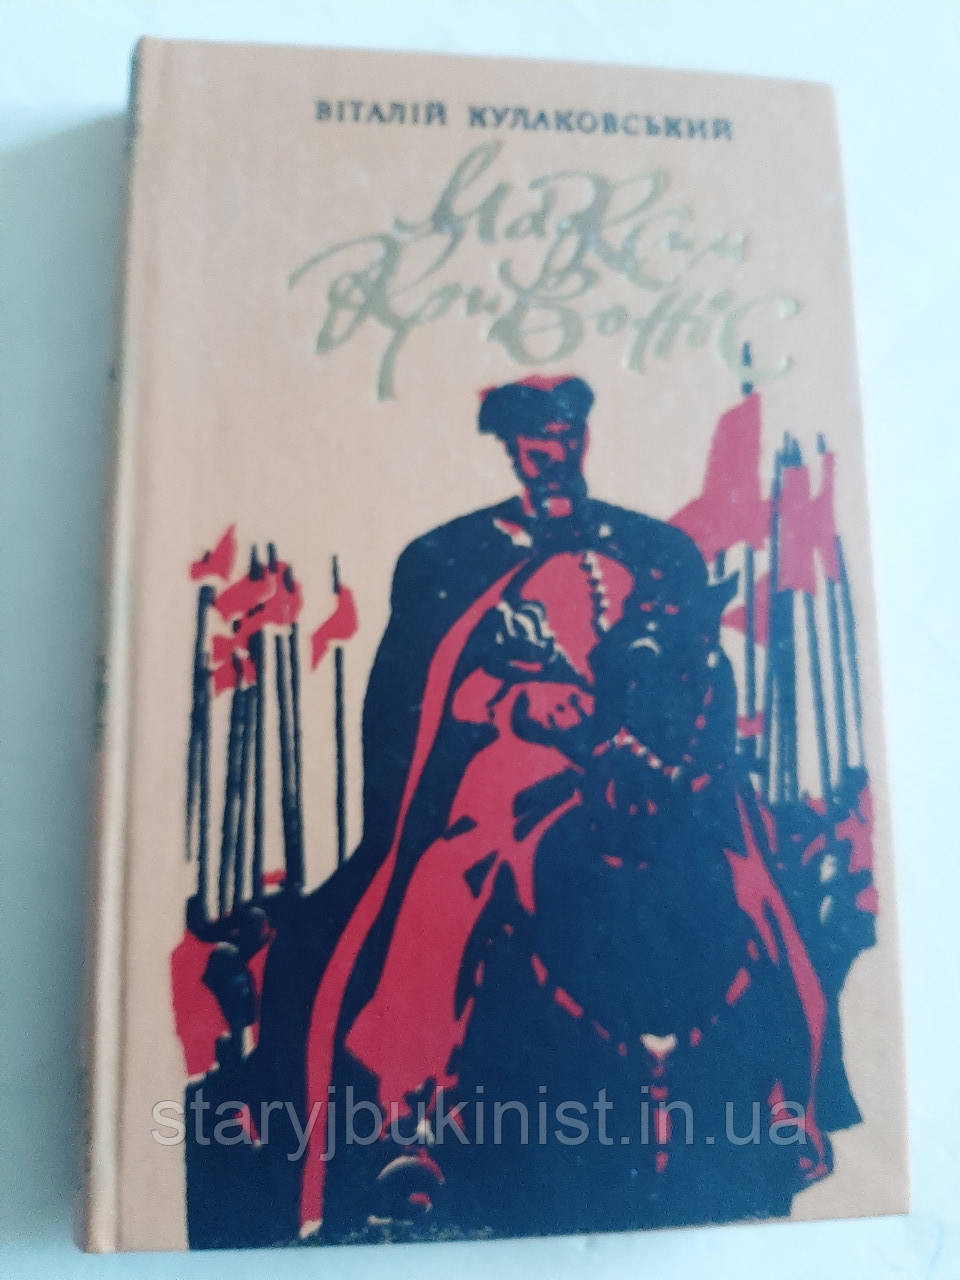 ВІТАЛІЙ КУЛАКОВСЬКИЙ
Максим
Кривоніс
staryjbukinist.in.ua